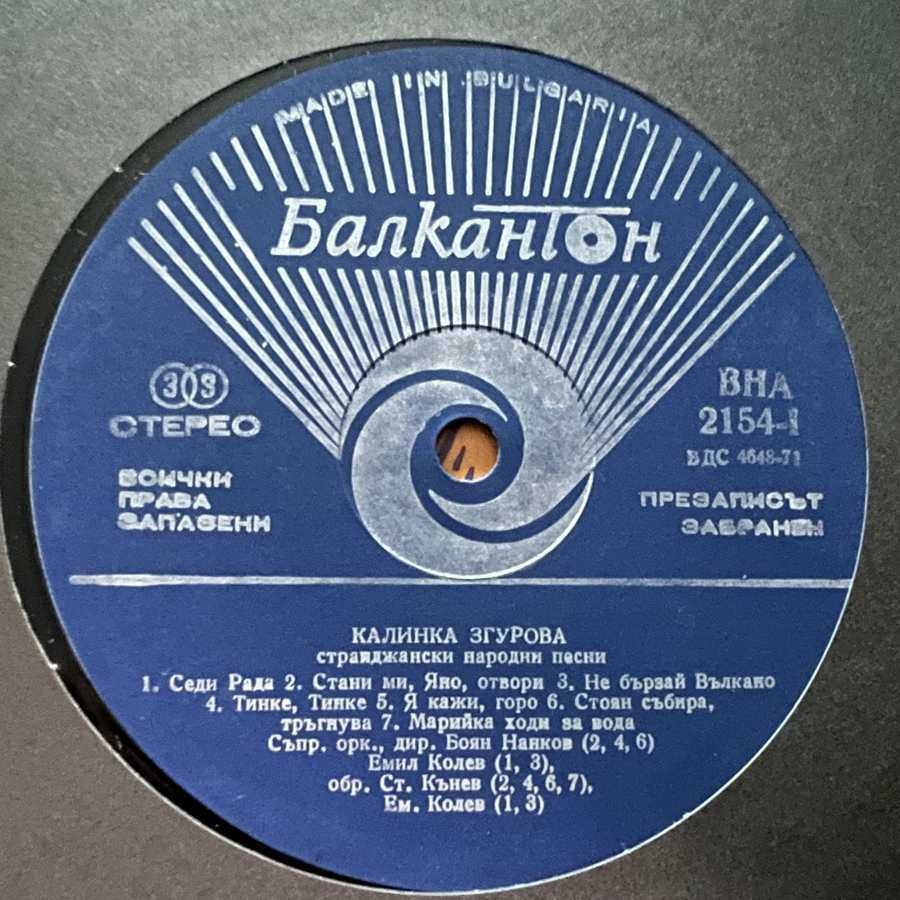 MADE IN BULGARIA
Балкантон
33
СТЕРЕО
ВСИЧКИ
ПРАВА
ЗАПАЗЕНИ
ВНА
2154-I
БДС 4648-71
ПРЕЗАПИСЪТ
ЗАБРАНЕН
КАЛИНКА ЗГУРОВА
странджански народни песни
1. Седи Рада 2. Стани ми, Яно, отвори 3. Не бързай Вълкано
4. Тинке, Тинке 5. Я кажи, горо 6. Стоян събира,
тръгнува 7. Марийка ходи за вода
Съпр. орк., дир. Боян Нанков (2, 4, 6)
Емил Колев (1, 3),
обр. Ст. Кънев (2, 4, 6, 7),
Ем. Колев (1, 3)